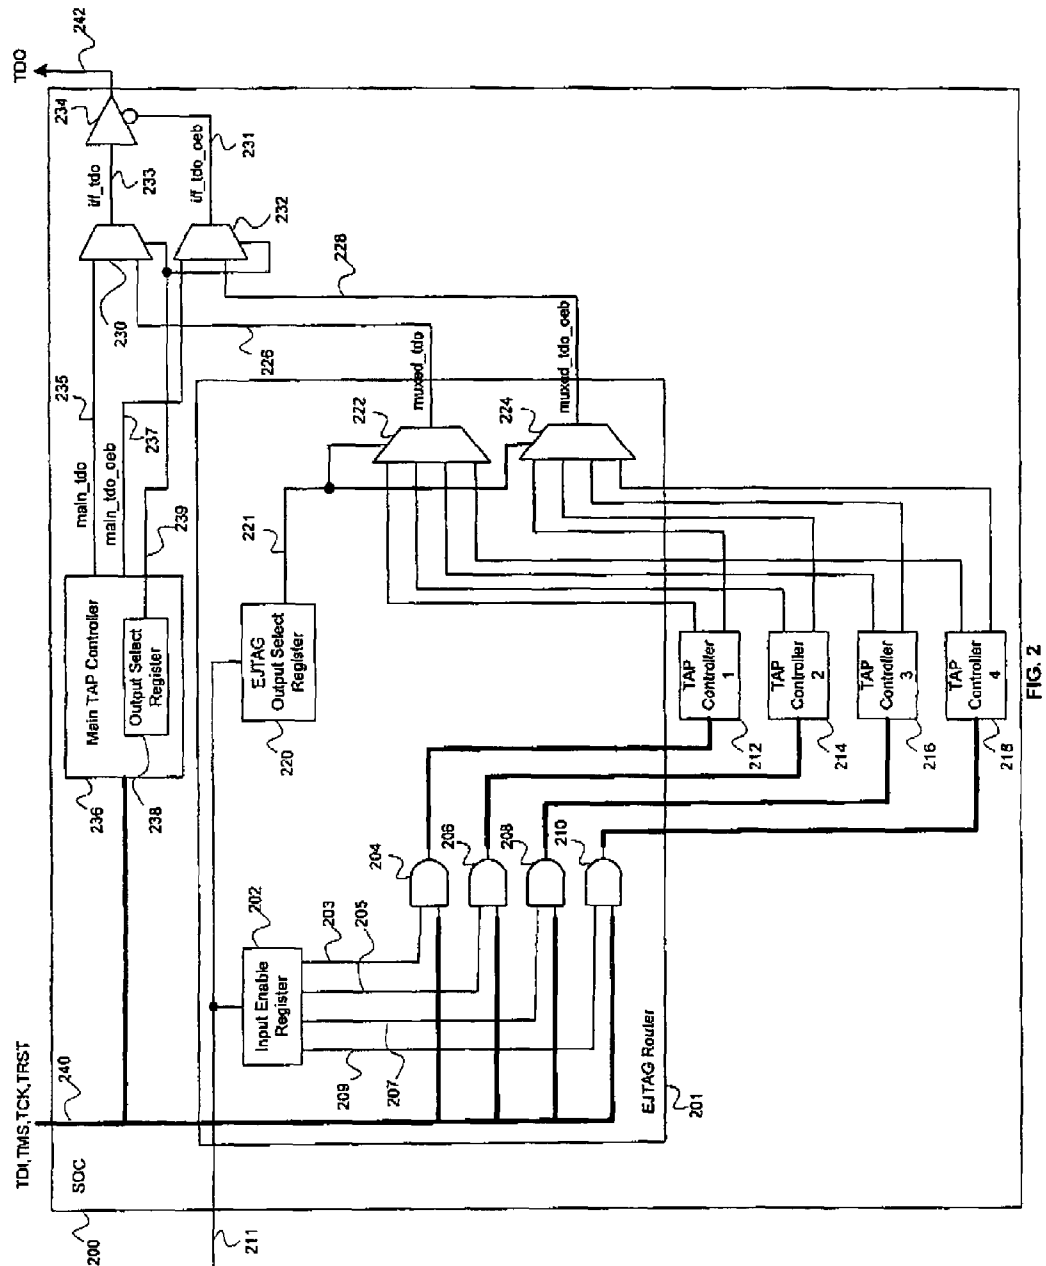 TDI,TMS,TCK,TRST
240
SOC
200
211
236
Main TAP Controller
Output Select
Register
238
main_tdo
235
main_tdo_oeb
237
239
230
iff_tdo
233
234
TDO
242
iff_tdo_oeb
231
232
228
226
muxed_tdo
muxed_tdo_oeb
222
224
221
EJTAG
Output Select
Register
220
Input Enable
Register
202
203
205
207
209
204
206
208
210
EJTAG Router
201
TAP
Controller
1
212
TAP
Controller
2
214
TAP
Controller
3
216
TAP
Controller
4
218
FIG. 2